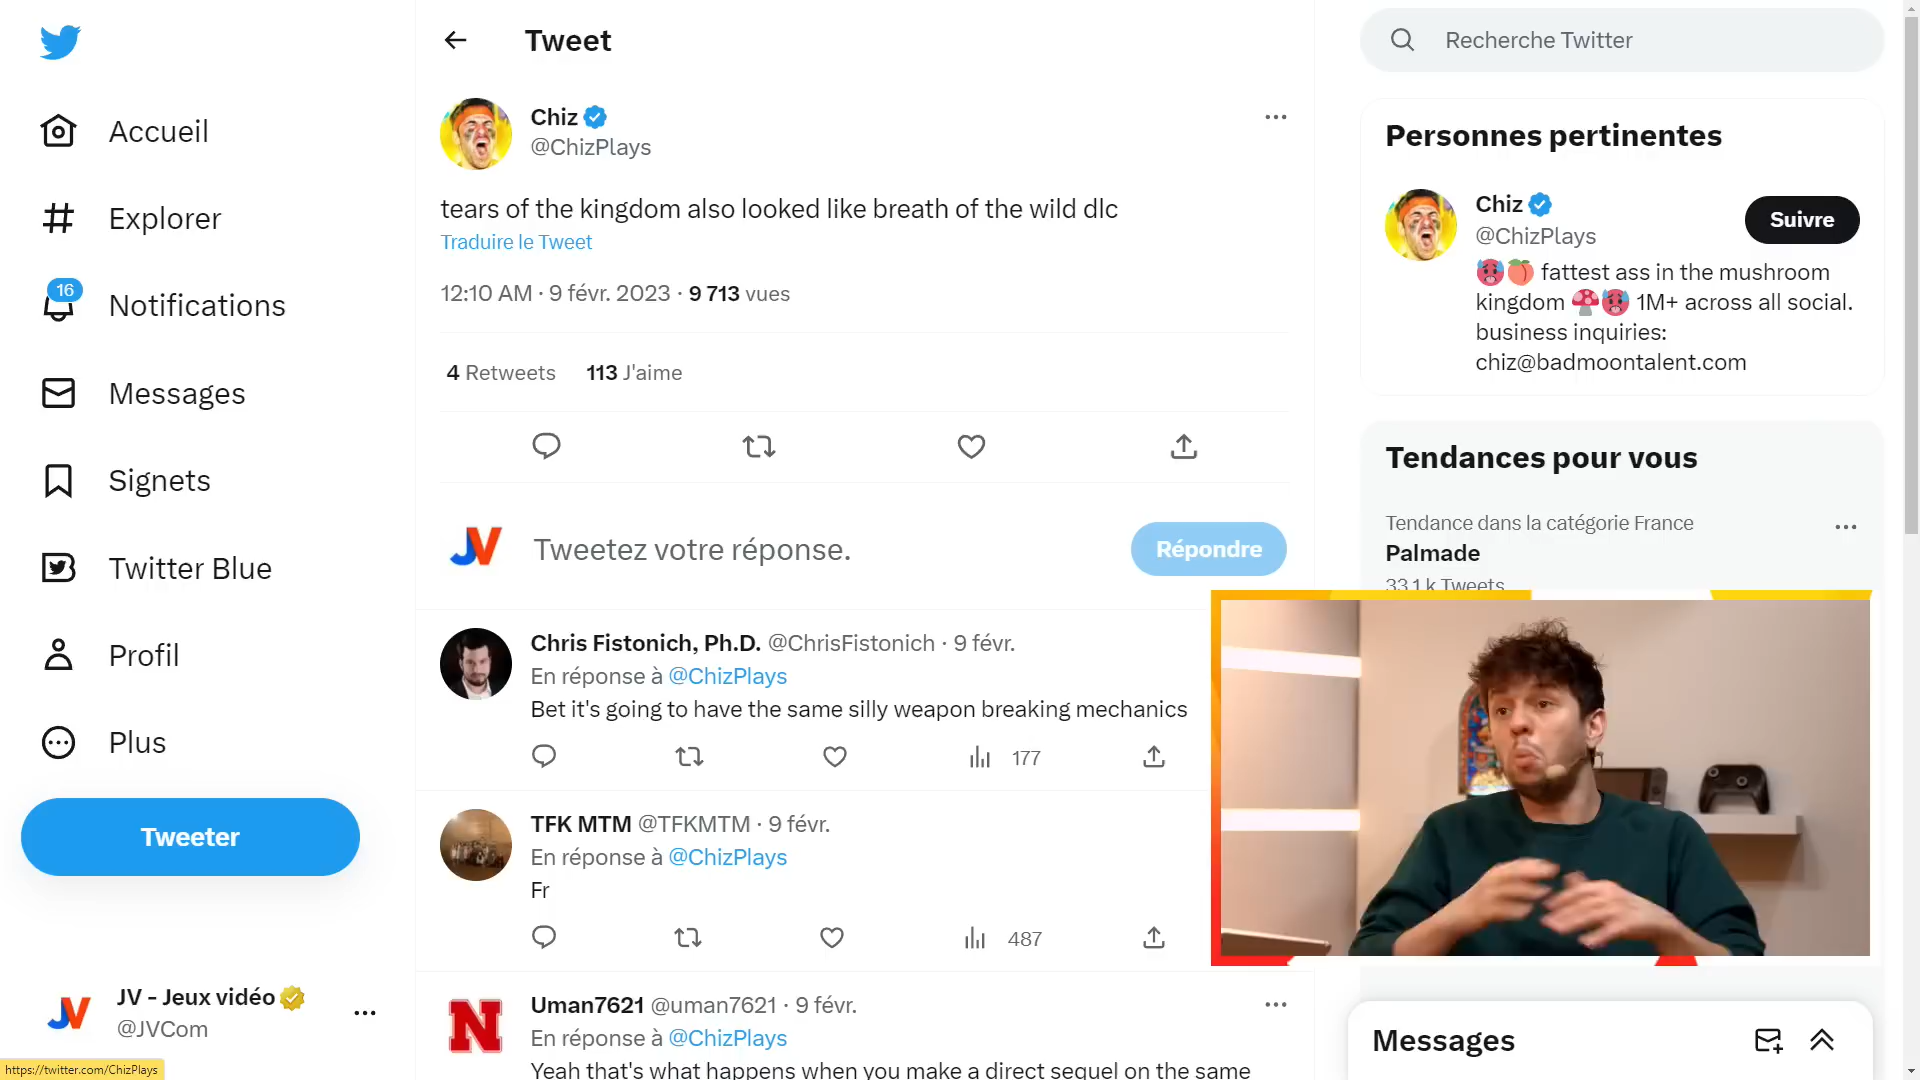 Tweet
Recherche Twitter
Accueil
Explorer
16
Notifications
Messages
Signets
Twitter Blue
Profil
Plus
Tweeter
JV - Jeux vidéo
@JVCom
https://twitter.com/ChizPlays
Chiz
@ChizPlays
tears of the kingdom also looked like breath of the wild dlc
Traduire le Tweet
12:10 AM · 9 févr. 2023 · 9 713 vues
4 Retweets 113 J'aime
JV
Tweetez votre réponse.
Répondre
Chris Fistonich, Ph.D. @ChrisFistonich · 9 févr.
En réponse à @ChizPlays
Bet it's going to have the same silly weapon breaking mechanics
177
TFK MTM @TFKMTM · 9 févr.
En réponse à @ChizPlays
Fr
487
N
Uman7621 @uman7621 · 9 févr.
En réponse à @ChizPlays
Yeah that's what happens when you make a direct sequel on the same
Personnes pertinentes
Chiz
@ChizPlays
Suivre
fattest ass in the mushroom
kingdom 1M+ across all social.
business inquiries:
chiz@badmoontalent.com
Tendances pour vous
Tendance dans la catégorie France
Palmade
33,1 k Tweets
Messages
JV